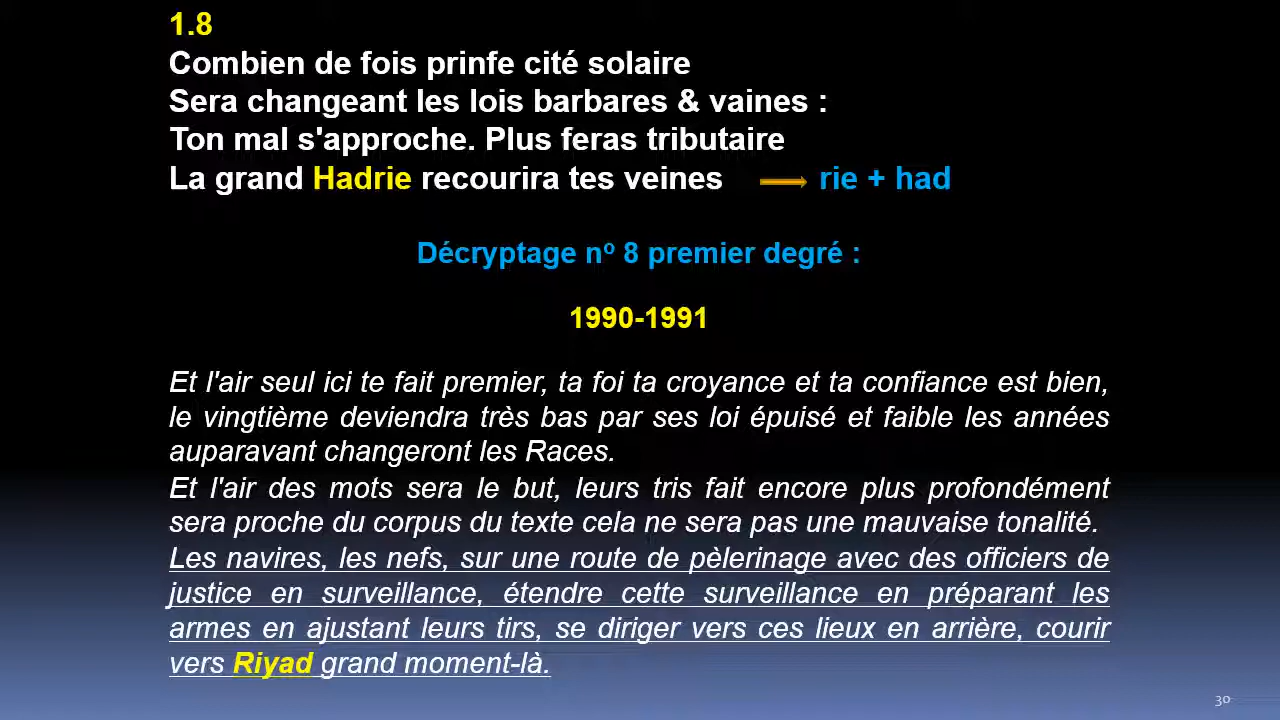 1.8
Combien de fois prinfe cité solaire
Sera changeant les lois barbares & vaines :
Ton mal s'approche. Plus feras tributaire
La grand Hadrie recourira tes veines rie + had
Décryptage nº 8 premier degré :
1990-1991
Et l'air seul ici te fait premier, ta foi ta croyance et ta confiance est bien,
le vingtième deviendra très bas par ses loi épuisé et faible les années
auparavant changeront les Races.
Et l'air des mots sera le but, leurs tris fait encore plus profondément
sera proche du corpus du texte cela ne sera pas une mauvaise tonalité.
Les navires, les nefs, sur une route de pèlerinage avec des officiers de
justice en surveillance, étendre cette surveillance en préparant les
armes en ajustant leurs tirs, se diriger vers ces lieux en arrière, courir
vers Riyad grand moment-là.
30